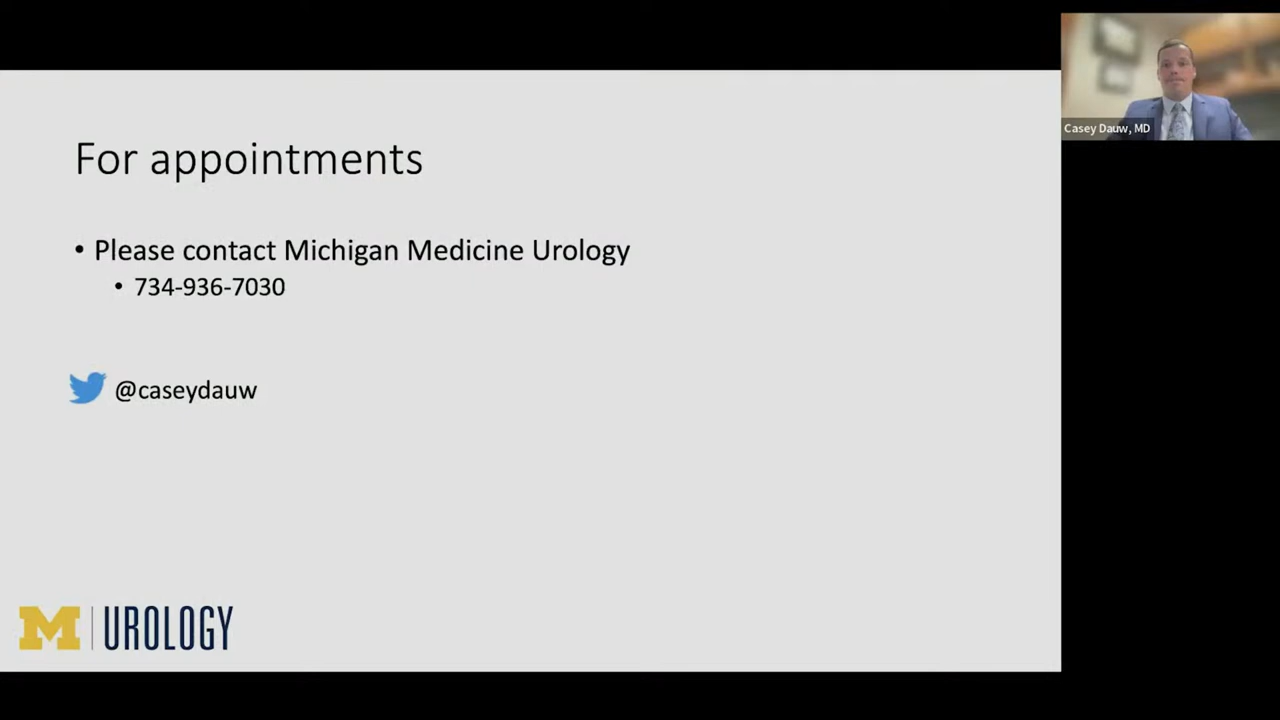 For appointments
• Please contact Michigan Medicine Urology
• 734-936-7030
@caseydauw
M | UROLOGY
Casey Dauw, MD